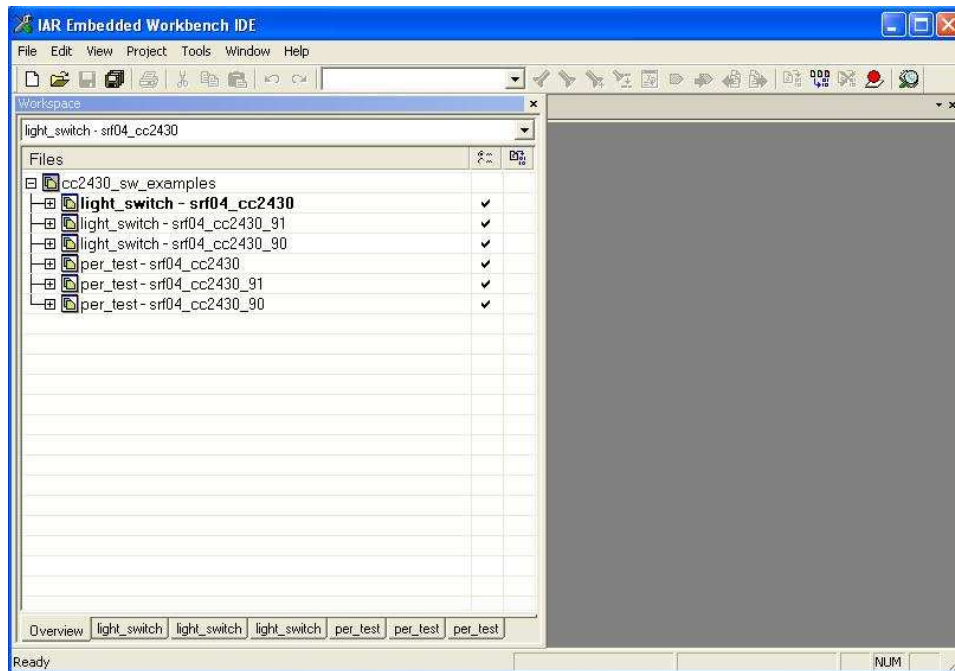 IAR Embedded Workbench IDE
File Edit View Project Tools Window Help
Workspace
light_switch - srf04_cc2430
Files
cc2430_sw_examples
light_switch - srf04_cc2430
light_switch - srf04_cc2430_91
light_switch - srf04_cc2430_90
per_test - srf04_cc2430
per_test - srf04_cc2430_91
per_test - srf04_cc2430_90
Overview light_switch light_switch light_switch per_test per_test per_test
Ready NUM